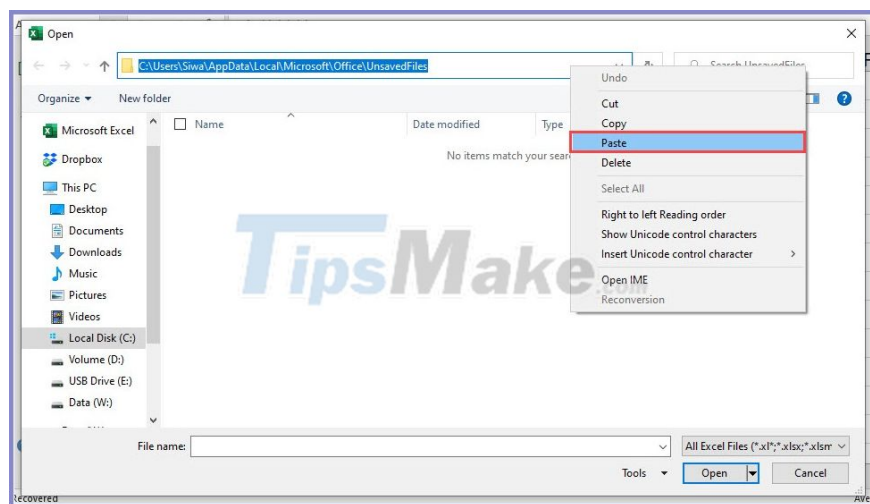 Open
C:\Users\Siwa\AppData\Local\Microsoft\Office\UnsavedFiles
Search UnsavedFiles
Organize
New folder
Name
Date modified
Type
No items match your sear
Microsoft Excel
Dropbox
This PC
Desktop
Documents
Downloads
Music
Pictures
Videos
Local Disk (C:)
Volume (D:)
USB Drive (E:)
Data (W:)
Undo
Cut
Copy
Paste
Delete
Select All
Right to left Reading order
Show Unicode control characters
Insert Unicode control character
Open IME
Reconversion
TipsMake.com
File name:
All Excel Files (*.xl*;*.xlsx;*.xlsm
Tools
Open
Cancel
Recovered
Ave